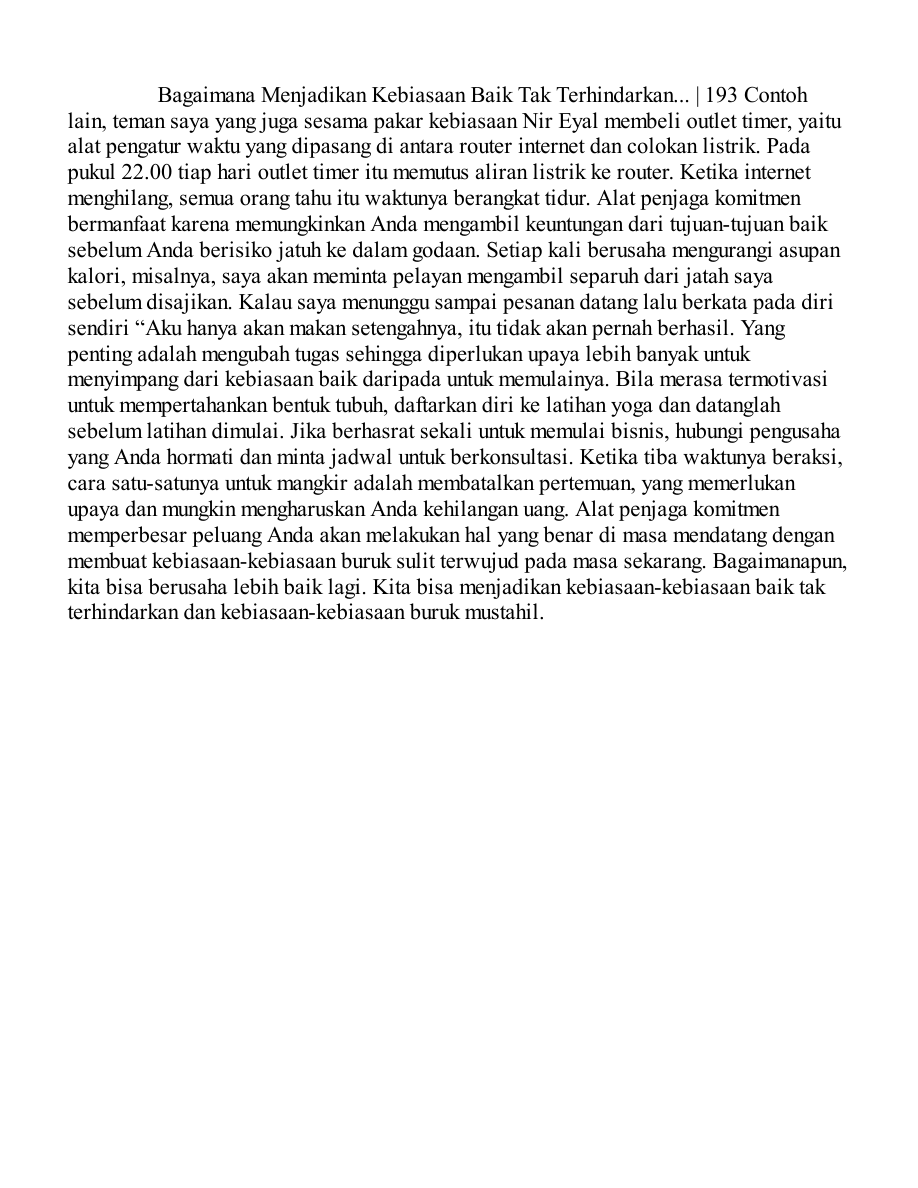 Bagaimana Menjadikan Kebiasaan Baik Tak Terhindarkan... | 193 Contoh
lain, teman saya yang juga sesama pakar kebiasaan Nir Eyal membeli outlet timer, yaitu
alat pengatur waktu yang dipasang di antara router internet dan colokan listrik. Pada
pukul 22.00 tiap hari outlet timer itu memutus aliran listrik ke router. Ketika internet
menghilang, semua orang tahu itu waktunya berangkat tidur. Alat penjaga komitmen
bermanfaat karena memungkinkan Anda mengambil keuntungan dari tujuan-tujuan baik
sebelum Anda berisiko jatuh ke dalam godaan. Setiap kali berusaha mengurangi asupan
kalori, misalnya, saya akan meminta pelayan mengambil separuh dari jatah saya
sebelum disajikan. Kalau saya menunggu sampai pesanan datang lalu berkata pada diri
sendiri “Aku hanya akan makan setengahnya, itu tidak akan pernah berhasil. Yang
penting adalah mengubah tugas sehingga diperlukan upaya lebih banyak untuk
menyimpang dari kebiasaan baik daripada untuk memulainya. Bila merasa termotivasi
untuk mempertahankan bentuk tubuh, daftarkan diri ke latihan yoga dan datanglah
sebelum latihan dimulai. Jika berhasrat sekali untuk memulai bisnis, hubungi pengusaha
yang Anda hormati dan minta jadwal untuk berkonsultasi. Ketika tiba waktunya beraksi,
cara satu-satunya untuk mangkir adalah membatalkan pertemuan, yang memerlukan
upaya dan mungkin mengharuskan Anda kehilangan uang. Alat penjaga komitmen
memperbesar peluang Anda akan melakukan hal yang benar di masa mendatang dengan
membuat kebiasaan-kebiasaan buruk sulit terwujud pada masa sekarang. Bagaimanapun,
kita bisa berusaha lebih baik lagi. Kita bisa menjadikan kebiasaan-kebiasaan baik tak
terhindarkan dan kebiasaan-kebiasaan buruk mustahil.